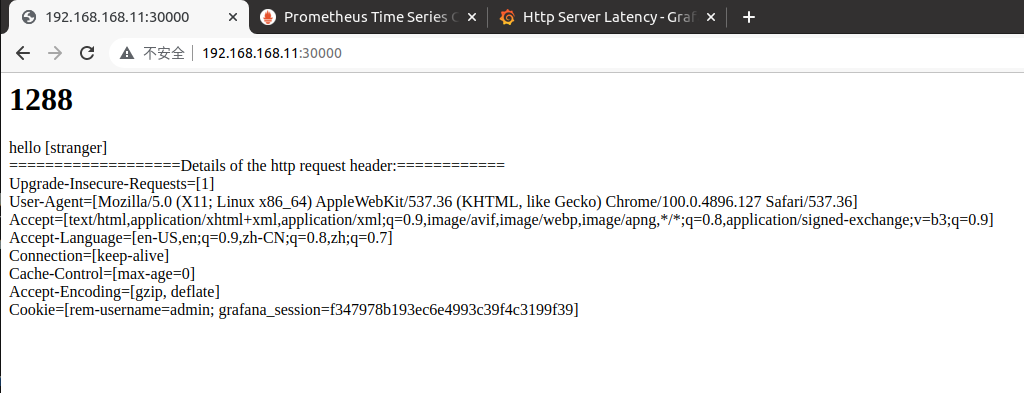 192.168.168.11:30000
Prometheus Time Series C
Http Server Latency - Graf
不安全
192.168.168.11:30000
1288
hello [stranger]
===================Details of the http request header:============
Upgrade-Insecure-Requests=[1]
User-Agent=[Mozilla/5.0 (X11; Linux x86_64) AppleWebKit/537.36 (KHTML, like Gecko) Chrome/100.0.4896.127 Safari/537.36]
Accept=[text/html,application/xhtml+xml,application/xml;q=0.9,image/avif,image/webp,image/apng,*/*;q=0.8,application/signed-exchange;v=b3;q=0.9]
Accept-Language=[en-US,en;q=0.9,zh-CN;q=0.8,zh;q=0.7]
Connection=[keep-alive]
Cache-Control=[max-age=0]
Accept-Encoding=[gzip, deflate]
Cookie=[rem-username=admin; grafana_session=f347978b193ec6e4993c39f4c3199f39]